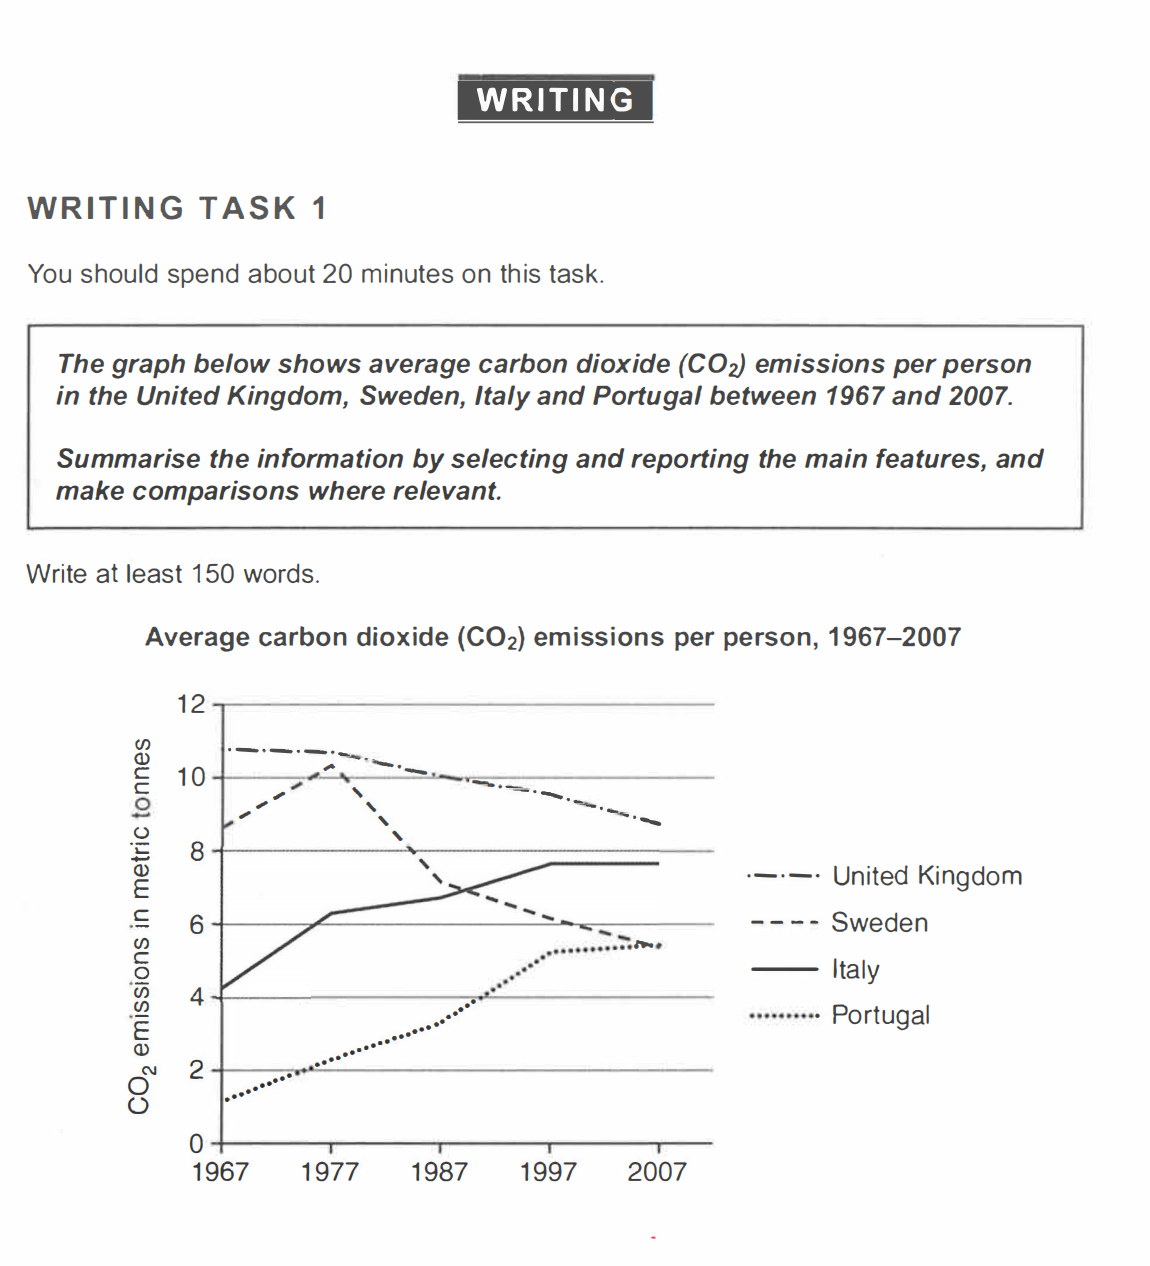 WRITING
WRITING TASK 1
You should spend about 20 minutes on this task.
The graph below shows average carbon dioxide (CO₂) emissions per person
in the United Kingdom, Sweden, Italy and Portugal between 1967 and 2007.
Summarise the information by selecting and reporting the main features, and
make comparisons where relevant.
Write at least 150 words.
Average carbon dioxide (CO₂) emissions per person, 1967–2007
CO₂ emissions in metric tonnes
12
10
8
6
4
2
0
1967 1977 1987 1997 2007
United Kingdom
Sweden
Italy
Portugal